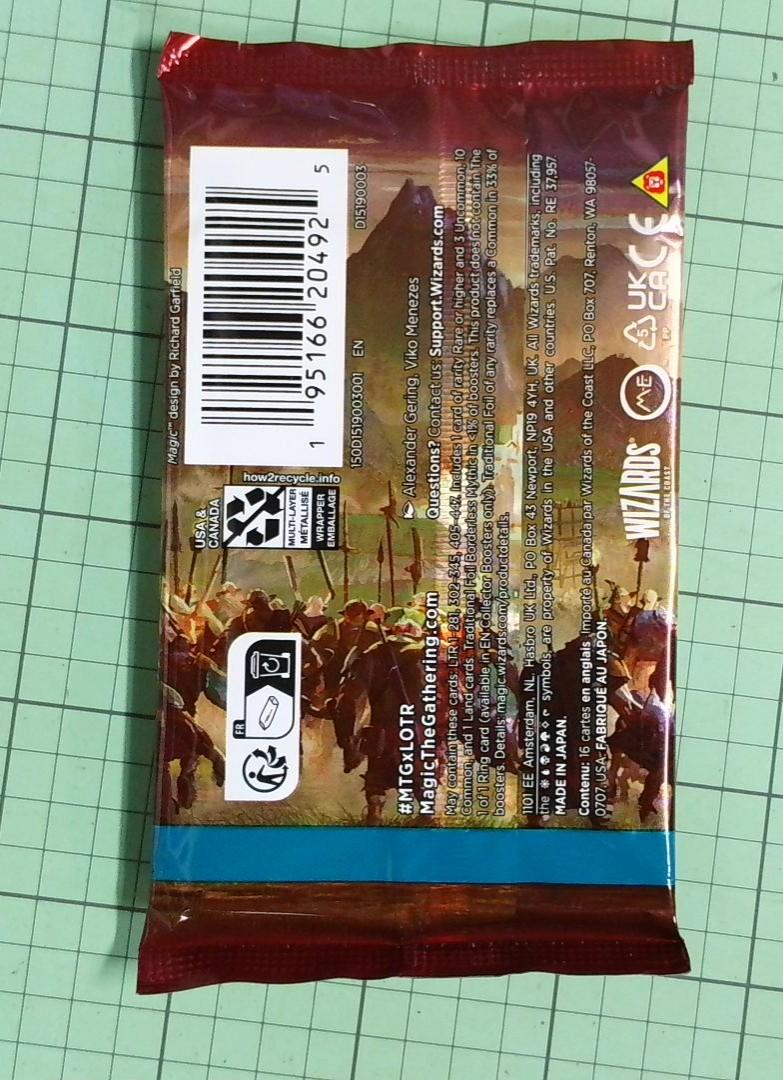 Magic™ design by Richard Garfield
1 95166 20492 5
150D1519003001 EN D15190003
how2recycle.info
USA &
CANADA
MULTI-LAYER
MÉTALLISÉ
WRAPPER
EMBALLAGE
FR
Alexander Gering, Viko Menezes
#MTGxLOTR
MagicTheGathering.com Questions? Contact us: Support.Wizards.com
May contain these cards: LTR 1-281, 302-345, 405-447. Includes 1 card of rarity Rare or higher and 3 Uncommon, 10
Common, and 1 Land cards. Traditional Foil Borderless Mythic in <1% of boosters. This product does not contain The
1 of 1 Ring card (available in EN Collector Boosters only). Traditional Foil of any rarity replaces a Common in 33% of
boosters. Details: magic.wizards.com/productdetails.
1101 EE Amsterdam, NL. Hasbro UK Ltd., PO Box 43 Newport, NP19 4YH, UK. All Wizards trademarks, including
the symbols, are property of Wizards in the USA and other countries. U.S. Pat. No. RE 37,957.
MADE IN JAPAN.
Contenu: 16 cartes en anglais. Importé au Canada par Wizards of the Coast LLC, PO Box 707, Renton, WA 98057-
0707, USA. FABRIQUÉ AU JAPON.
WIZARDS®
OF THE COAST
M-E
5
PP
UK
CA
CE